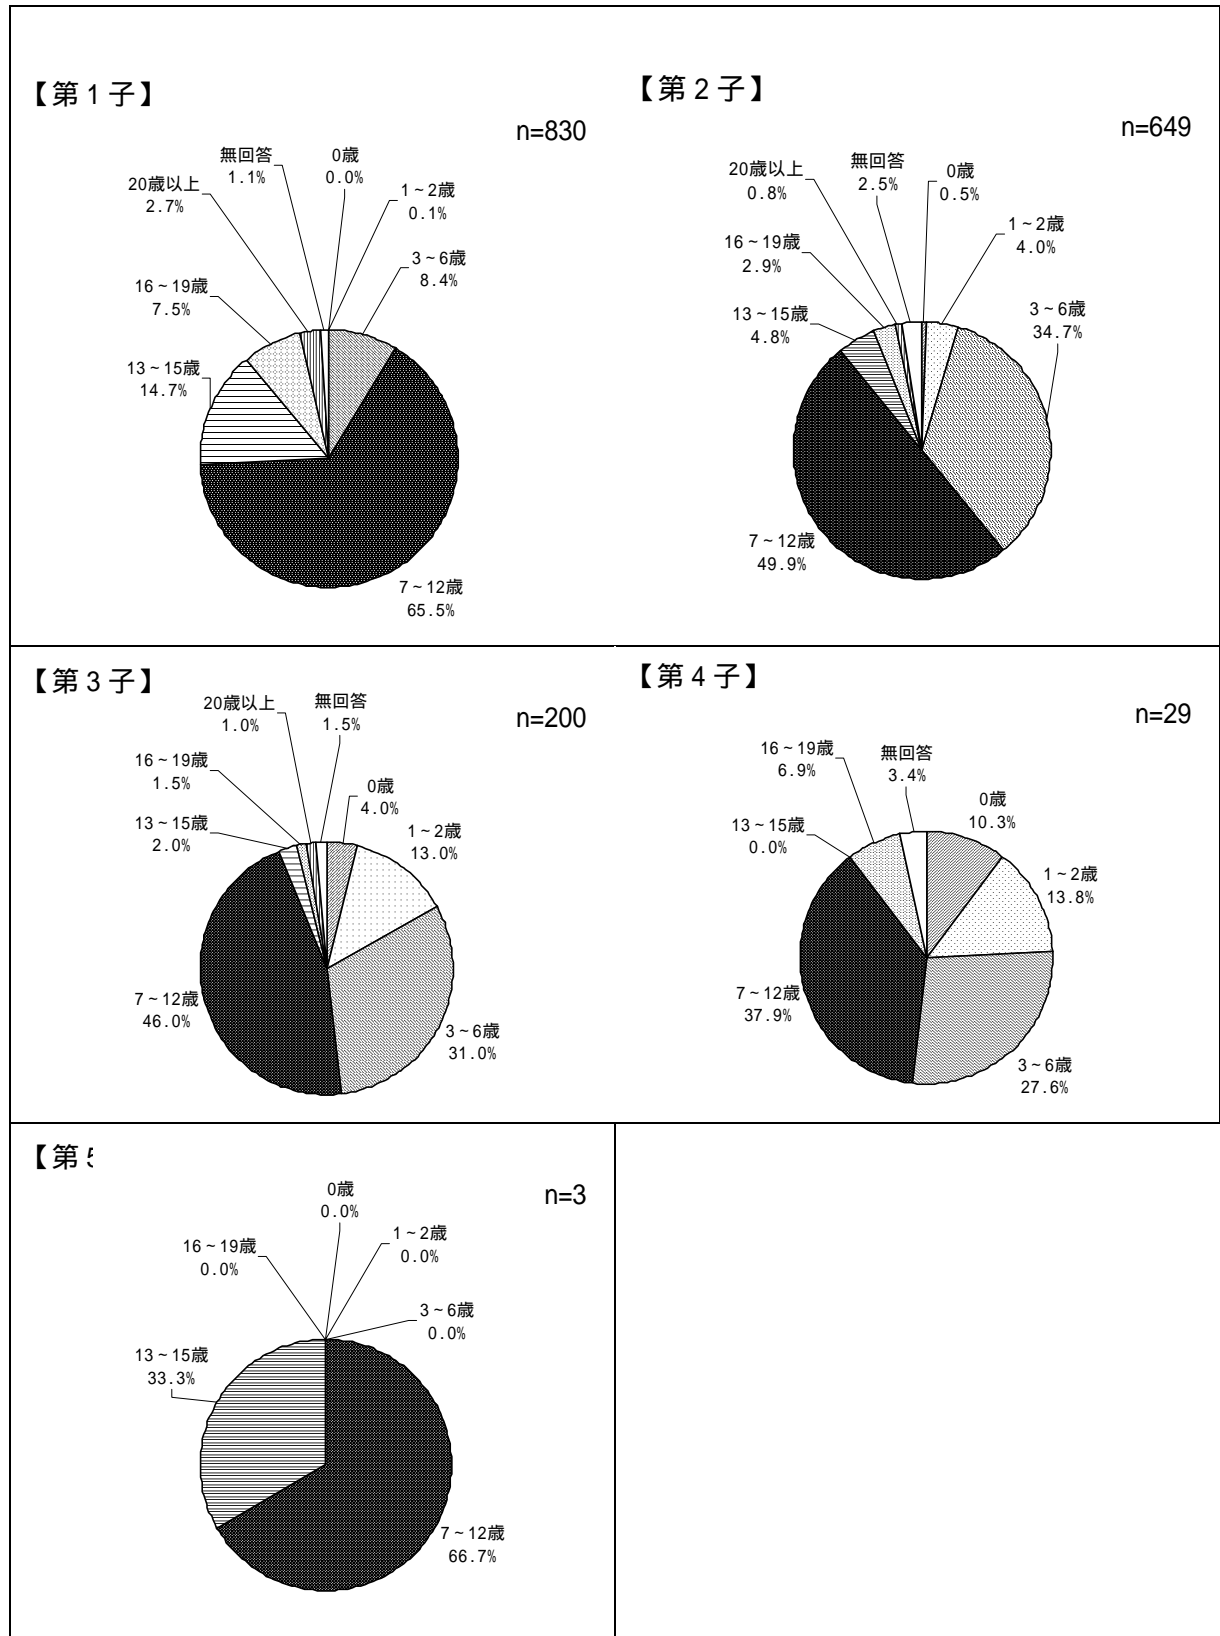 【第1子】
n=830
無回答
1.1%
0歳
0.0%
20歳以上
2.7%
1~2歳
0.1%
3~6歳
8.4%
16~19歳
7.5%
13~15歳
14.7%
7~12歳
65.5%
【第2子】
n=649
20歳以上
0.8%
無回答
2.5%
0歳
0.5%
1~2歳
4.0%
16~19歳
2.9%
3~6歳
34.7%
13~15歳
4.8%
7~12歳
49.9%
【第3子】
n=200
20歳以上
1.0%
無回答
1.5%
16~19歳
1.5%
0歳
4.0%
13~15歳
2.0%
1~2歳
13.0%
7~12歳
46.0%
3~6歳
31.0%
【第4子】
n=29
16~19歳
6.9%
無回答
3.4%
0歳
10.3%
13~15歳
0.0%
1~2歳
13.8%
7~12歳
37.9%
3~6歳
27.6%
【第5
n=3
0歳
0.0%
1~2歳
0.0%
16~19歳
0.0%
3~6歳
0.0%
13~15歳
33.3%
7~12歳
66.7%